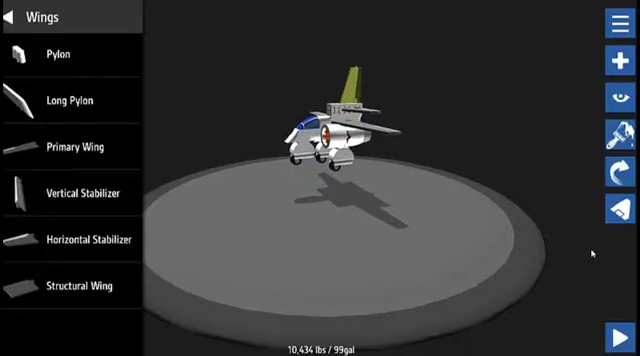 Wings
Pylon
Long Pylon
Primary Wing
Vertical Stabilizer
Horizontal Stabilizer
Structural Wing
10,434 lbs / 99gal